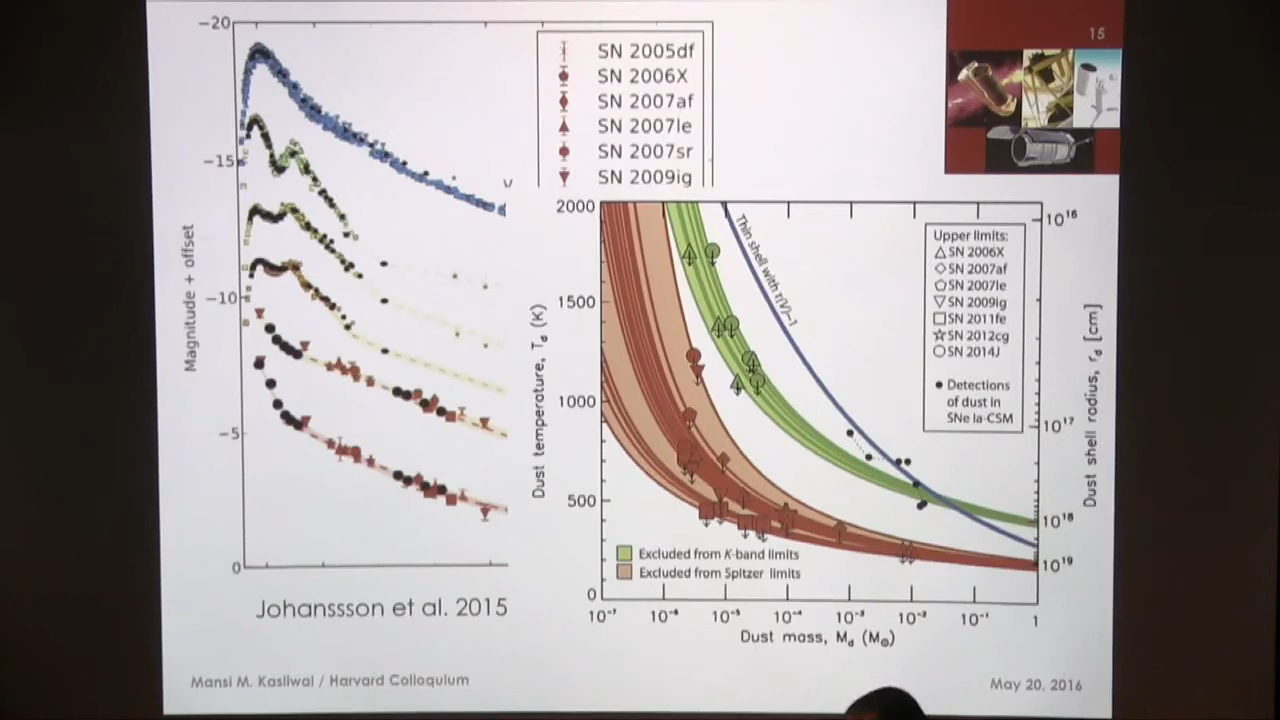 15
−20
−15
−10
−5
0
Magnitude + offset
SN 2005df
SN 2006X
SN 2007af
SN 2007le
SN 2007sr
SN 2009ig
2000
1500
1000
500
0
Dust temperature, T_d (K)
Thin shell with τ(V)~1
Upper limits:
SN 2006X
SN 2007af
SN 2007le
SN 2009ig
SN 2011fe
SN 2012cg
SN 2014J
Detections
of dust in
SNe Ia-CSM
10¹⁶
10¹⁷
10¹⁸
10¹⁹
Dust shell radius, r_d [cm]
Excluded from K-band limits
Excluded from Spitzer limits
10⁻⁷ 10⁻⁶ 10⁻⁵ 10⁻⁴ 10⁻³ 10⁻² 10⁻¹ 1
Dust mass, M_d (M⊙)
Johanssson et al. 2015
Mansi M. Kasliwal / Harvard Colloquium
May 20, 2016